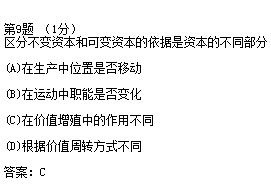 第9题 (1分)
区分不变资本和可变资本的依据是资本的不同部分
(A)在生产中位置是否移动
(B)在运动中职能是否变化
(C)在价值增殖中的作用不同
(D)根据价值周转方式不同
答案：C